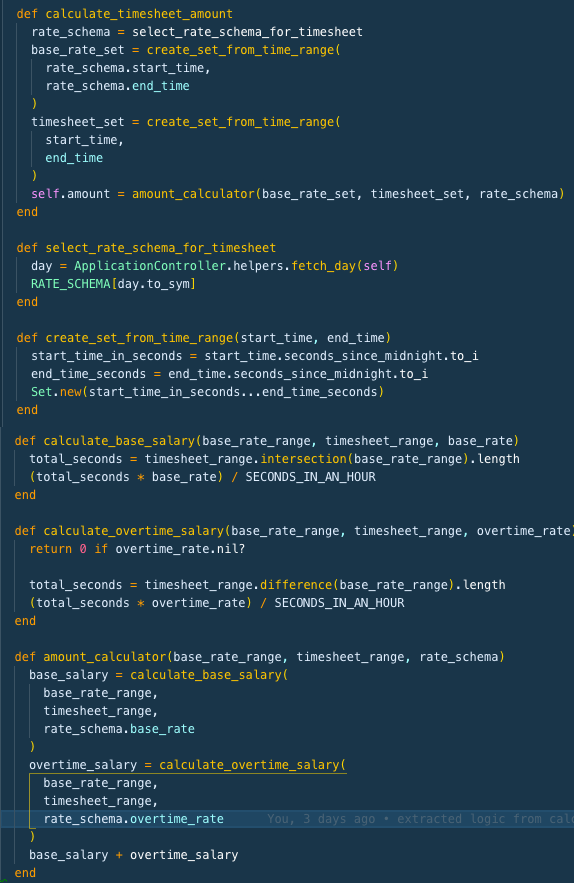 def calculate_timesheet_amount
  rate_schema = select_rate_schema_for_timesheet
  base_rate_set = create_set_from_time_range(
    rate_schema.start_time,
    rate_schema.end_time
  )
  timesheet_set = create_set_from_time_range(
    start_time,
    end_time
  )
  self.amount = amount_calculator(base_rate_set, timesheet_set, rate_schema)
end

def select_rate_schema_for_timesheet
  day = ApplicationController.helpers.fetch_day(self)
  RATE_SCHEMA[day.to_sym]
end

def create_set_from_time_range(start_time, end_time)
  start_time_in_seconds = start_time.seconds_since_midnight.to_i
  end_time_seconds = end_time.seconds_since_midnight.to_i
  Set.new(start_time_in_seconds...end_time_seconds)
end

def calculate_base_salary(base_rate_range, timesheet_range, base_rate)
  total_seconds = timesheet_range.intersection(base_rate_range).length
  (total_seconds * base_rate) / SECONDS_IN_AN_HOUR
end

def calculate_overtime_salary(base_rate_range, timesheet_range, overtime_rate)
  return 0 if overtime_rate.nil?

  total_seconds = timesheet_range.difference(base_rate_range).length
  (total_seconds * overtime_rate) / SECONDS_IN_AN_HOUR
end

def amount_calculator(base_rate_range, timesheet_range, rate_schema)
  base_salary = calculate_base_salary(
    base_rate_range,
    timesheet_range,
    rate_schema.base_rate
  )
  overtime_salary = calculate_overtime_salary(
    base_rate_range,
    timesheet_range,
    rate_schema.overtime_rate You, 3 days ago • extracted logic from calc
  )
  base_salary + overtime_salary
end